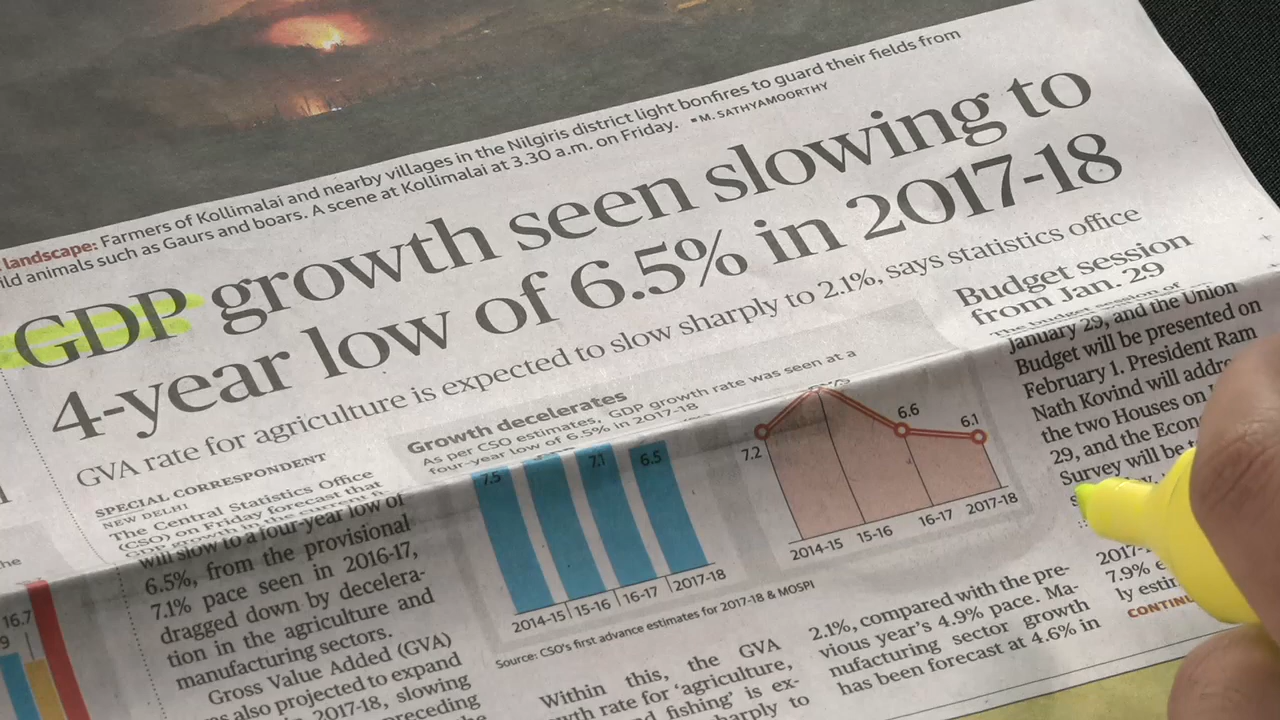 landscape: Farmers of Kollimalai and nearby villages in the Nilgiris district light bonfires to guard their fields from
ild animals such as Gaurs and boars. A scene at Kollimalai at 3.30 a.m. on Friday. ■ M. SATHYAMOORTHY
GDP growth seen slowing to
4-year low of 6.5% in 2017-18
GVA rate for agriculture is expected to slow sharply to 2.1%, says statistics office
SPECIAL CORRESPONDENT
NEW DELHI
The Central Statistics Office
(CSO) on Friday forecast that
will slow to a four-year low of
6.5%, from the provisional
7.1% pace seen in 2016-17,
dragged down by decelera-
tion in the agriculture and
manufacturing sectors.
Gross Value Added (GVA)
also projected to expand
2017-18, slowing
preceding
Growth decelerates
As per CSO estimates, GDP growth rate was seen at a
four-year low of 6.5% in 2017-18
7.5
7.1
6.5
2014-15 15-16 16-17 2017-18
7.2
6.6
6.1
2014-15 15-16 16-17 2017-18
Source: CSO's first advance estimates for 2017-18 & MOSPI
Within this, the GVA
rate for 'agriculture,
fishing' is ex-
sharply to
2.1%, compared with the pre-
vious year's 4.9% pace. Ma-
nufacturing sector growth
has been forecast at 4.6% in
Budget session
from Jan. 29
The budget session of
January 29, and the Union
Budget will be presented on
February 1. President Ram
Nath Kovind will addre
the two Houses on
29, and the Econo
Survey will be
2017-
7.9%
ly estim
CONTIN
16.7
9